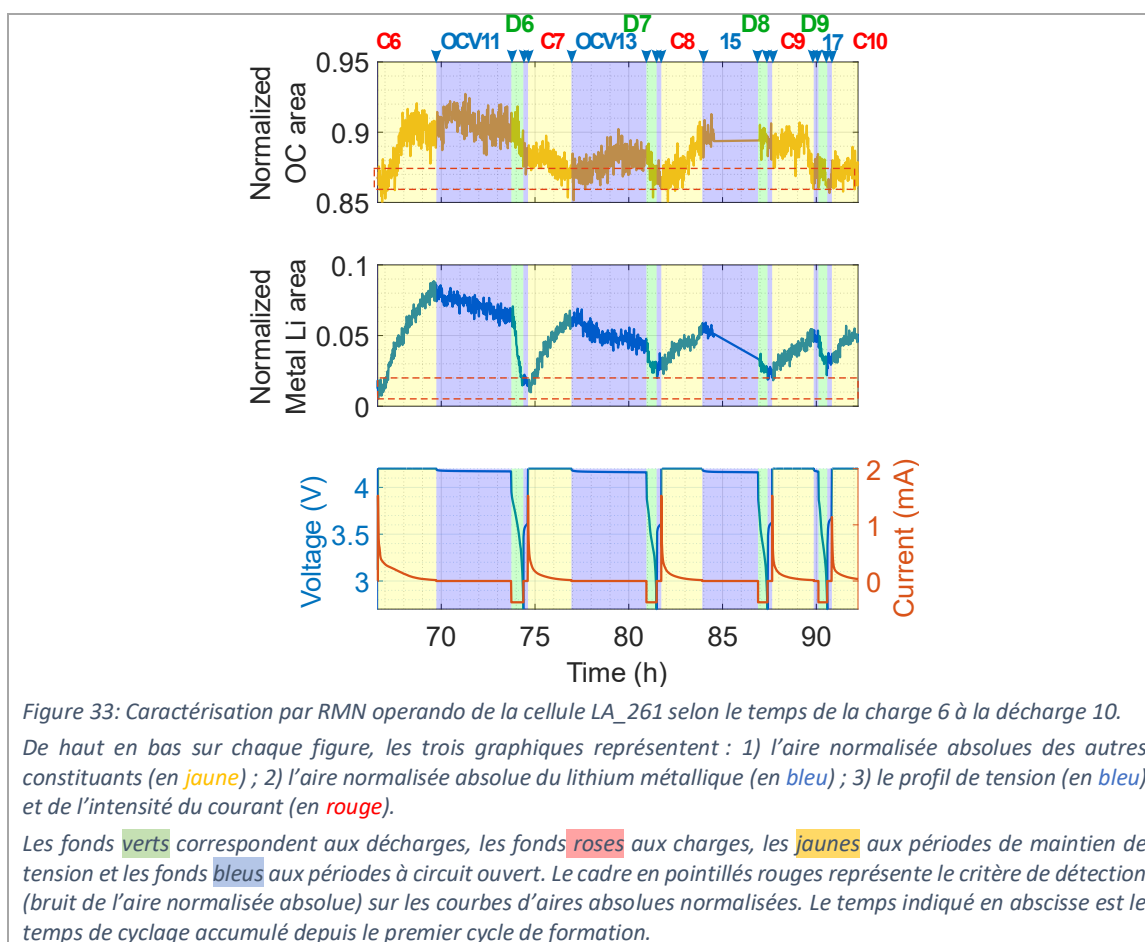 D6 D7 D8 D9
C6 OCV11 C7 OCV13 C8 15 C9 17 C10
0.95
0.9
0.85
Normalized
OC area
0.1
0.05
0
Normalized
Metal Li area
4
3.5
3
Voltage (V)
2
1
0
Current (mA)
70 75 80 85 90
Time (h)
Figure 33: Caractérisation par RMN operando de la cellule LA_261 selon le temps de la charge 6 à la décharge 10.
De haut en bas sur chaque figure, les trois graphiques représentent : 1) l'aire normalisée absolues des autres
constituants (en jaune) ; 2) l'aire normalisée absolue du lithium métallique (en bleu) ; 3) le profil de tension (en bleu)
et de l'intensité du courant (en rouge).
Les fonds verts correspondent aux décharges, les fonds roses aux charges, les jaunes aux périodes de maintien de
tension et les fonds bleus aux périodes à circuit ouvert. Le cadre en pointillés rouges représente le critère de détection
(bruit de l'aire normalisée absolue) sur les courbes d'aires absolues normalisées. Le temps indiqué en abscisse est le
temps de cyclage accumulé depuis le premier cycle de formation.